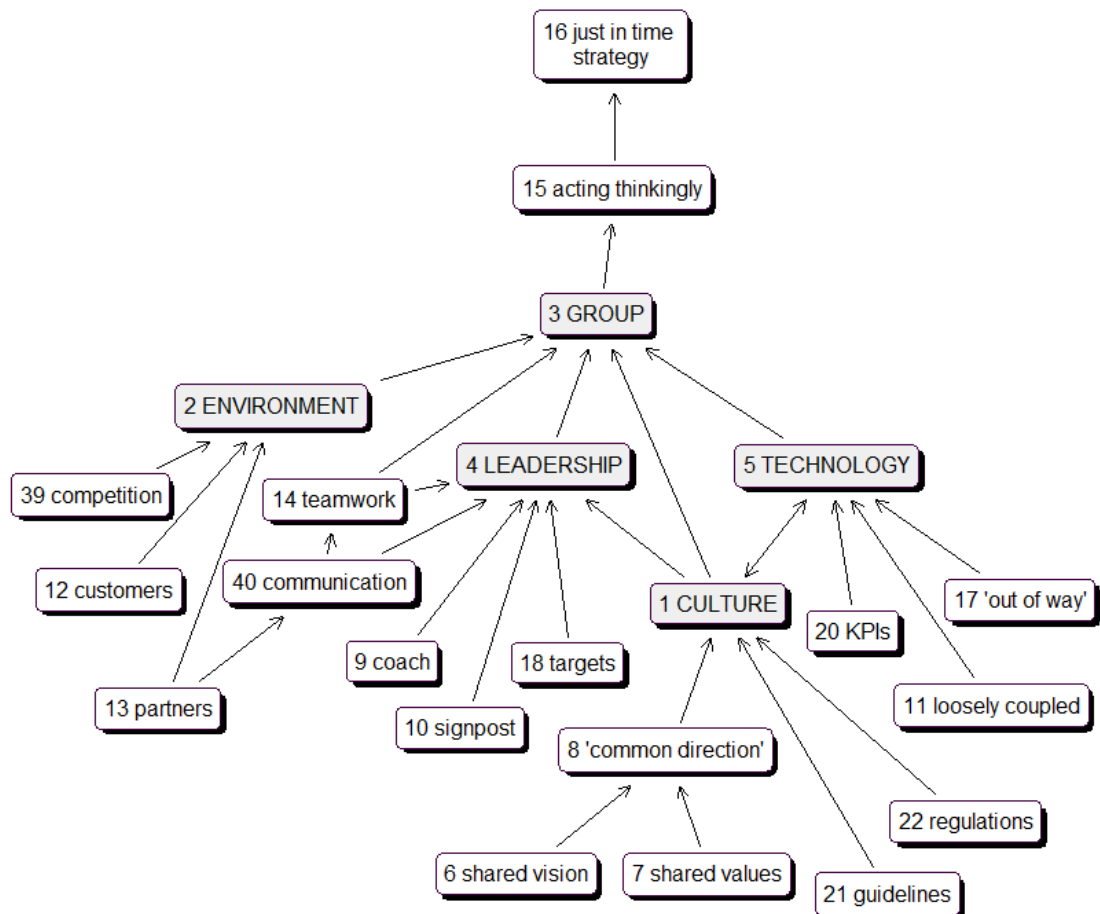 16 just in time
strategy
15 acting thinkingly
3 GROUP
2 ENVIRONMENT
4 LEADERSHIP
5 TECHNOLOGY
39 competition
14 teamwork
12 customers
40 communication
1 CULTURE
17 'out of way'
20 KPIs
9 coach
18 targets
13 partners
10 signpost
11 loosely coupled
8 'common direction'
22 regulations
6 shared vision
7 shared values
21 guidelines